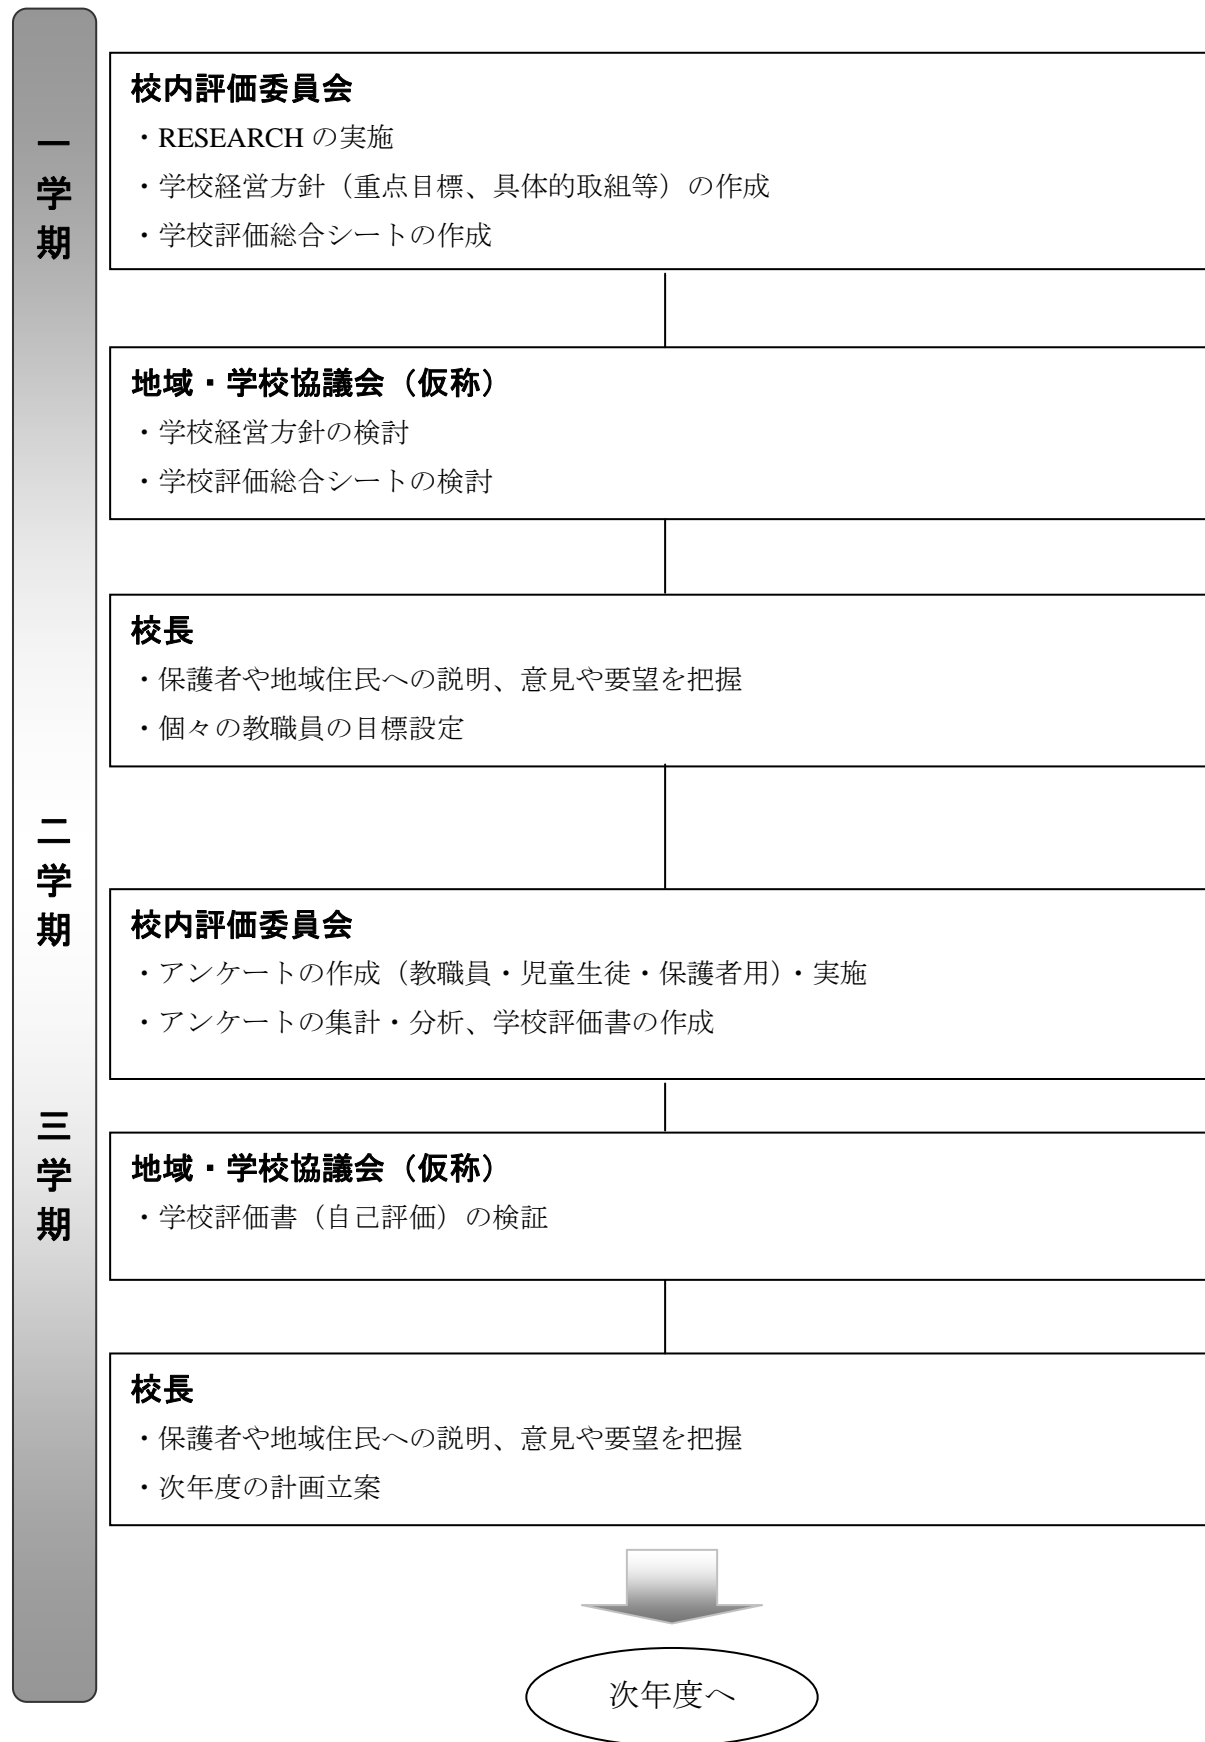 一学期
校内評価委員会
・RESEARCH の実施
・学校経営方針（重点目標、具体的取組等）の作成
・学校評価総合シートの作成
地域・学校協議会（仮称）
・学校経営方針の検討
・学校評価総合シートの検討
校長
・保護者や地域住民への説明、意見や要望を把握
・個々の教職員の目標設定
二学期
校内評価委員会
・アンケートの作成（教職員・児童生徒・保護者用）・実施
・アンケートの集計・分析、学校評価書の作成
三学期
地域・学校協議会（仮称）
・学校評価書（自己評価）の検証
校長
・保護者や地域住民への説明、意見や要望を把握
・次年度の計画立案
次年度へ